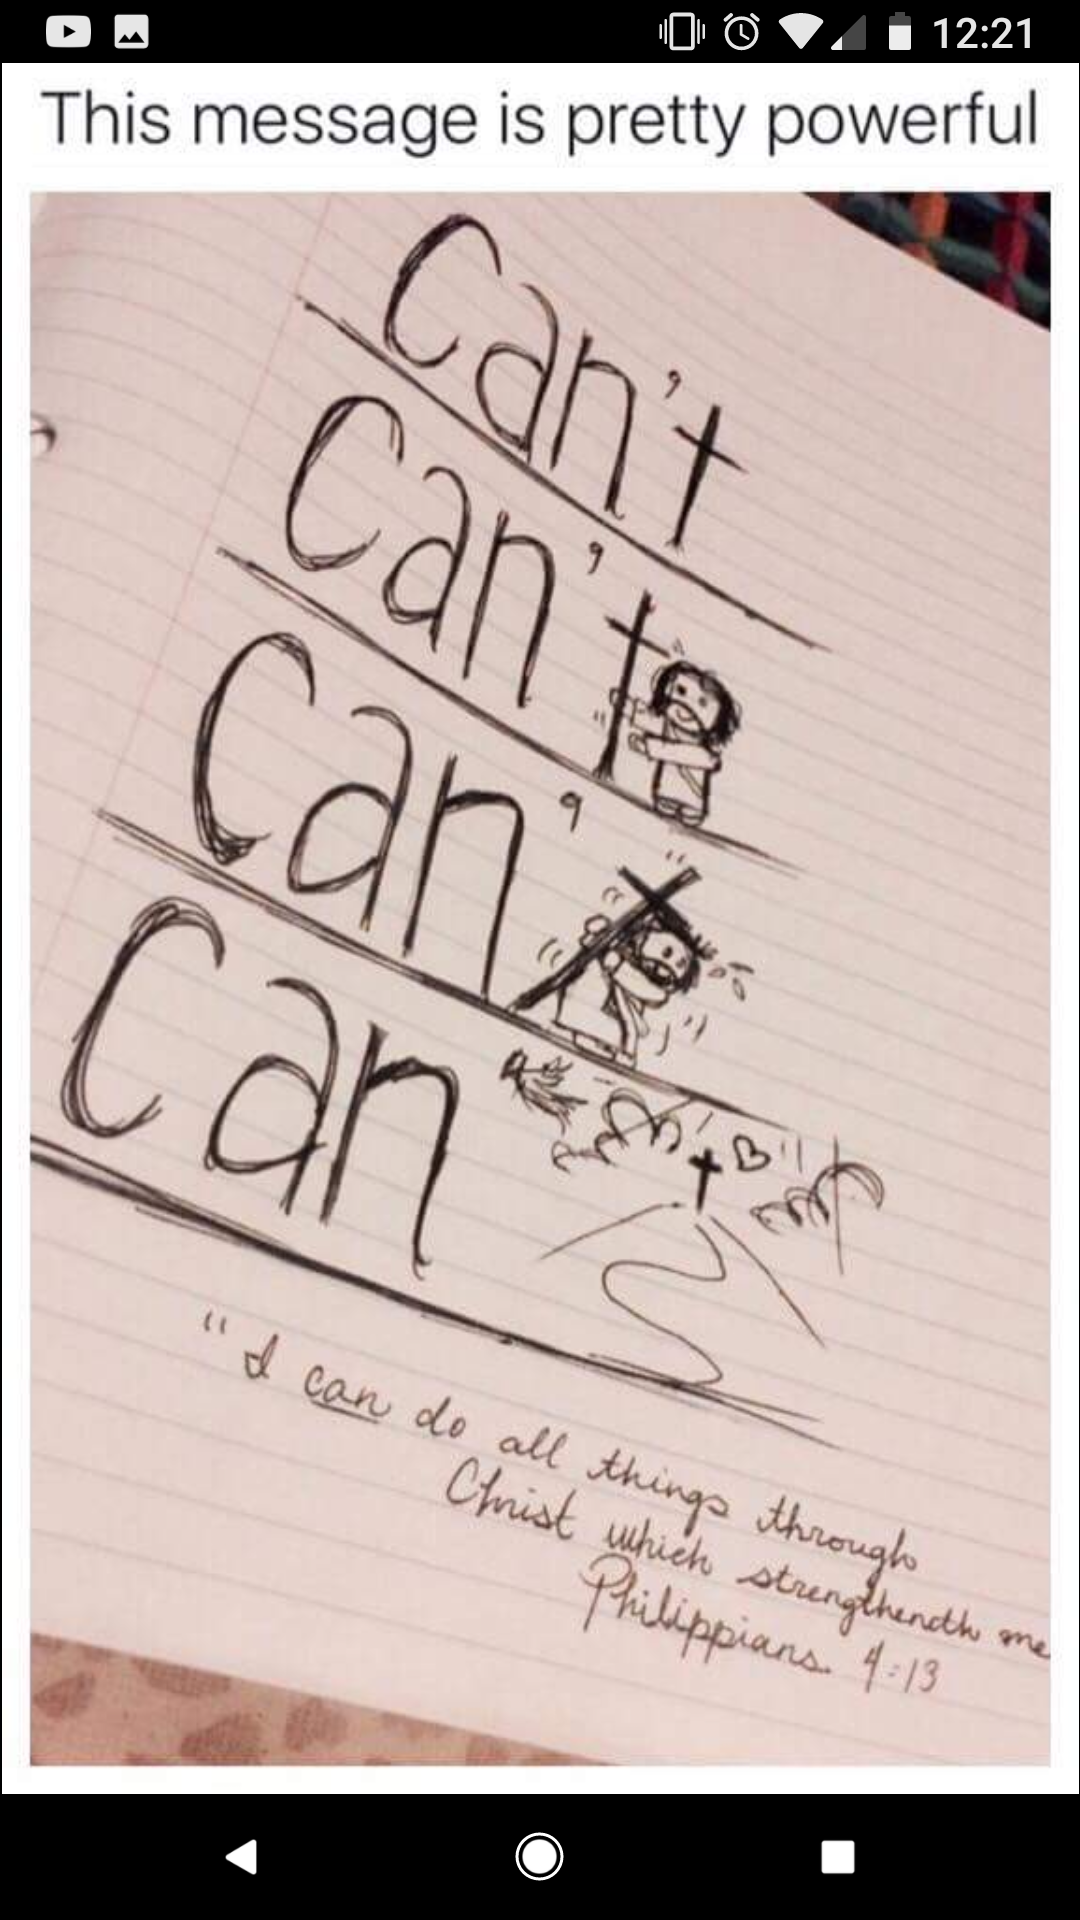 12:21
This message is pretty powerful
Can't
Can't
Can'
Can
"I can do all things through
Christ which strengthendth me
Philippians 4:13